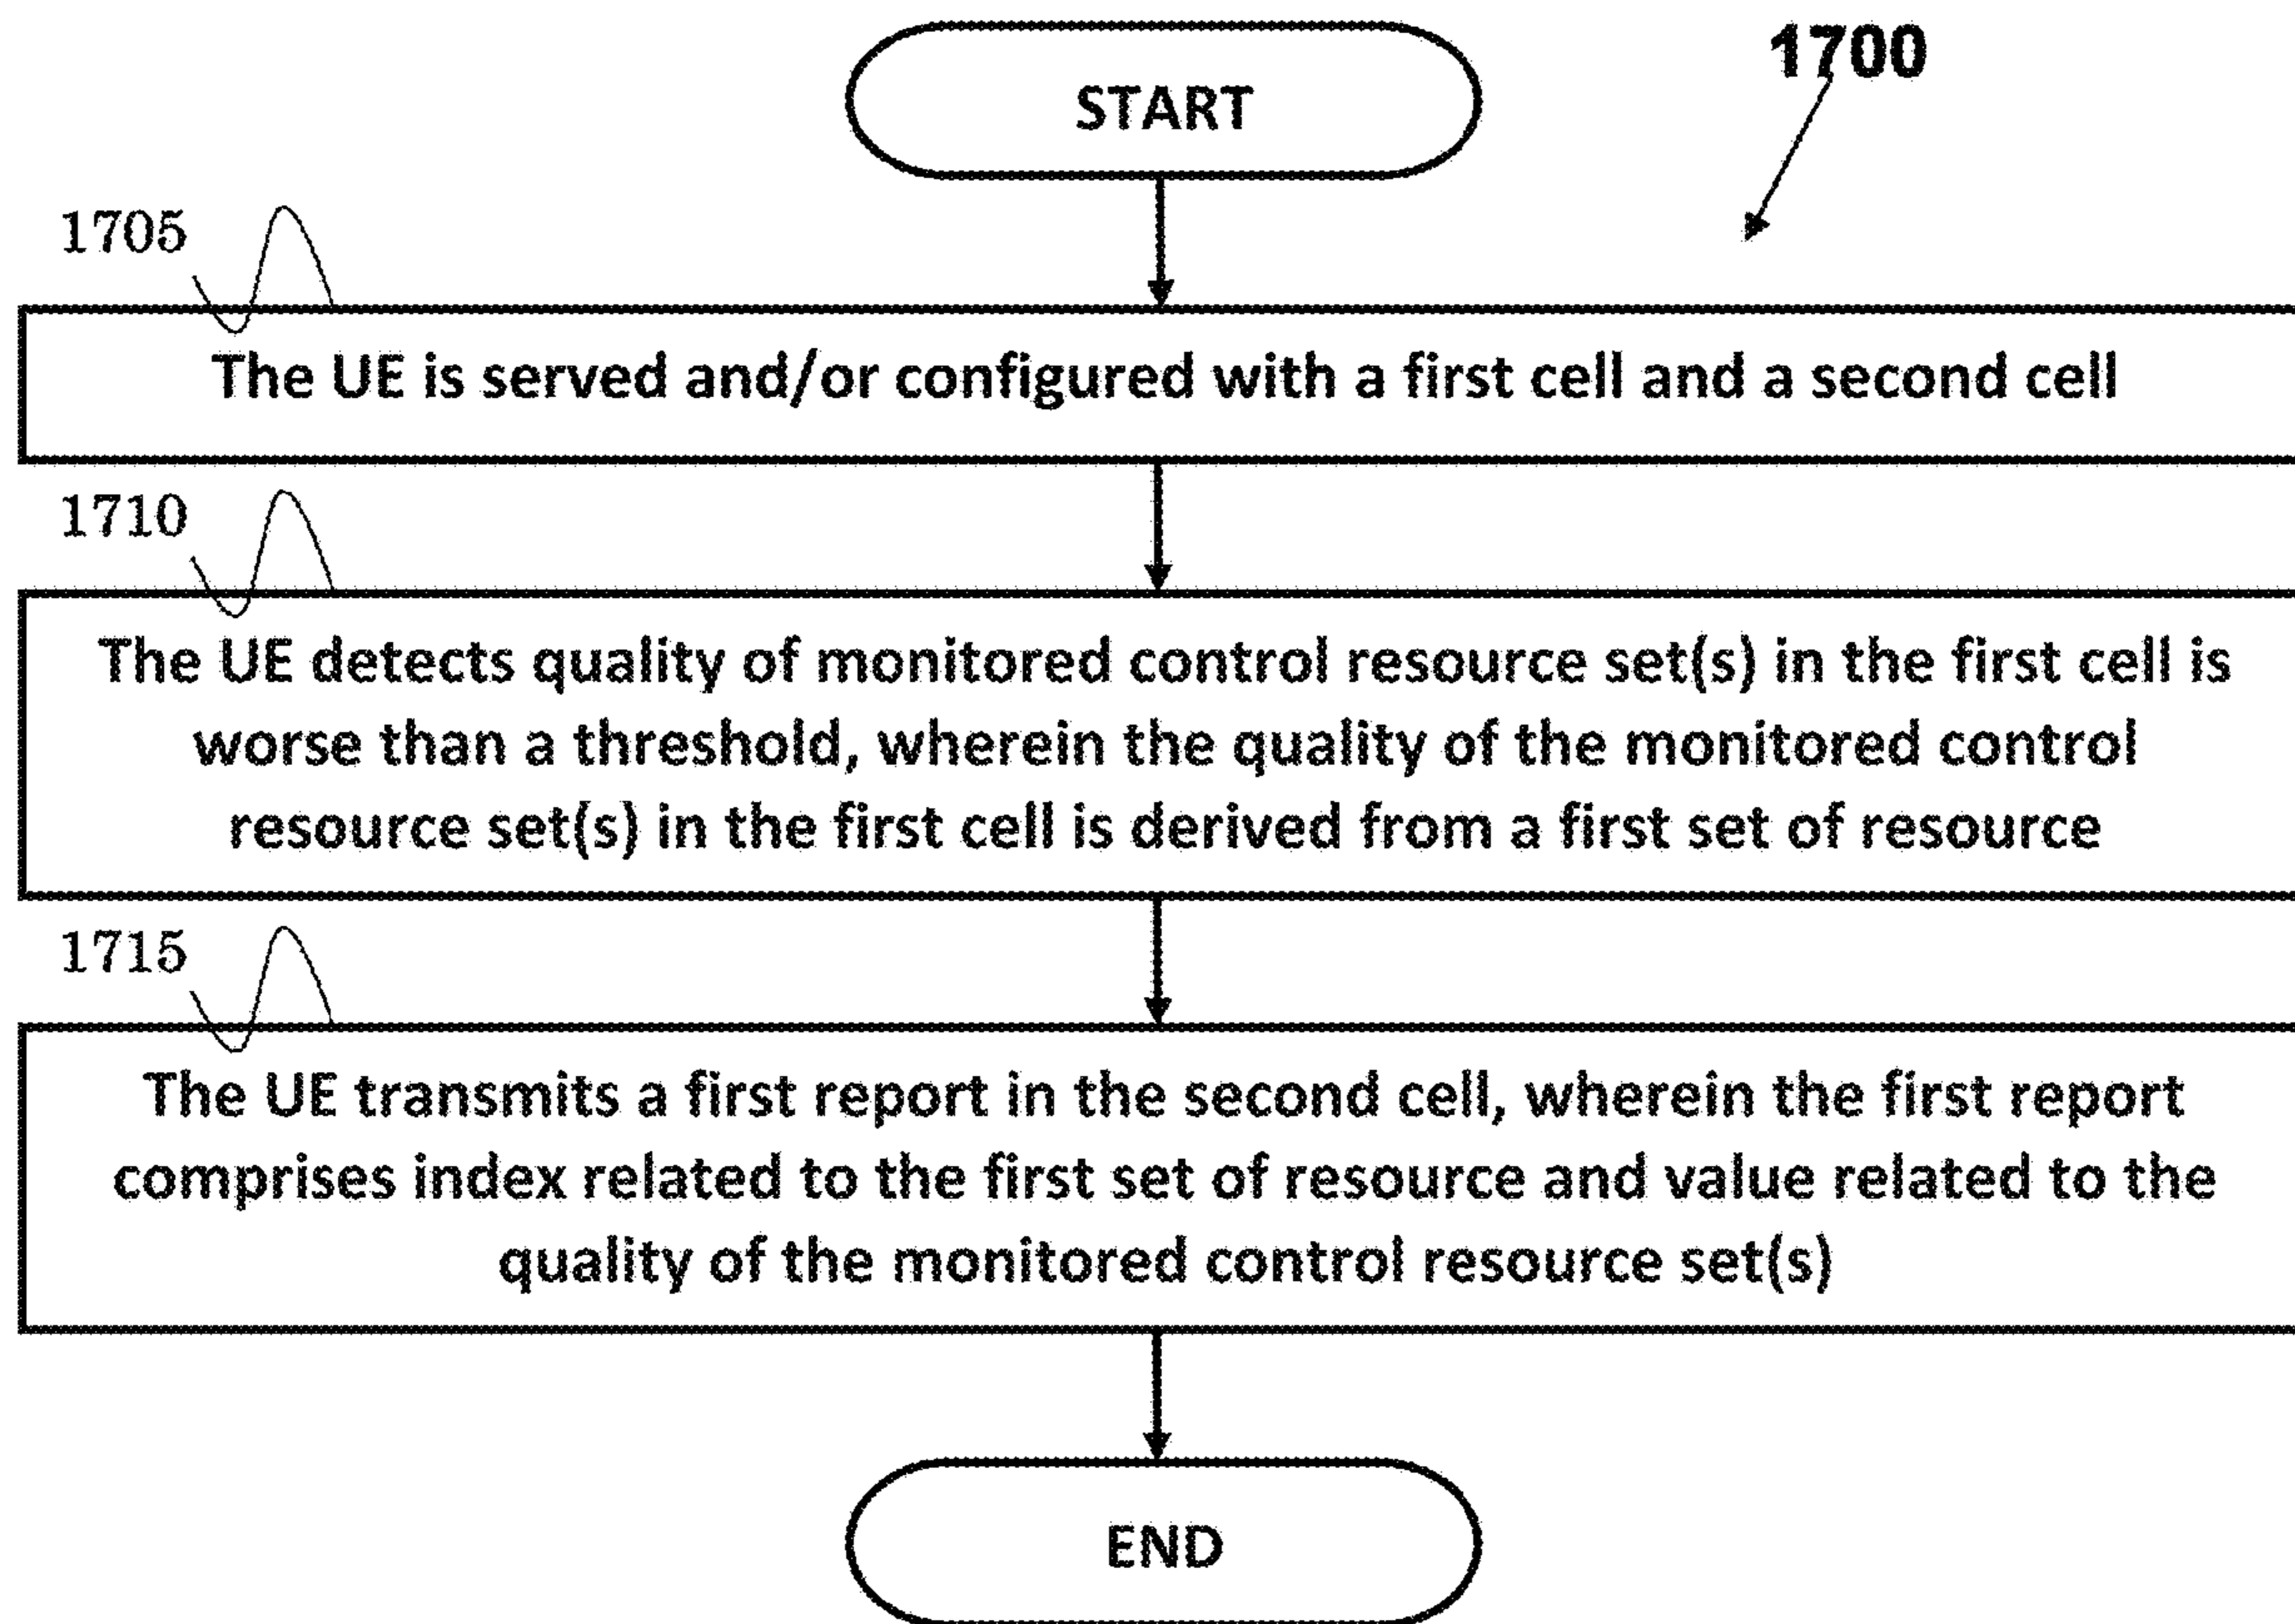 START
1700
1705
The UE is served and/or configured with a first cell and a second cell
1710
The UE detects quality of monitored control resource set(s) in the first cell is
worse than a threshold, wherein the quality of the monitored control
resource set(s) in the first cell is derived from a first set of resource
1715
The UE transmits a first report in the second cell, wherein the first report
comprises index related to the first set of resource and value related to the
quality of the monitored control resource set(s)
END